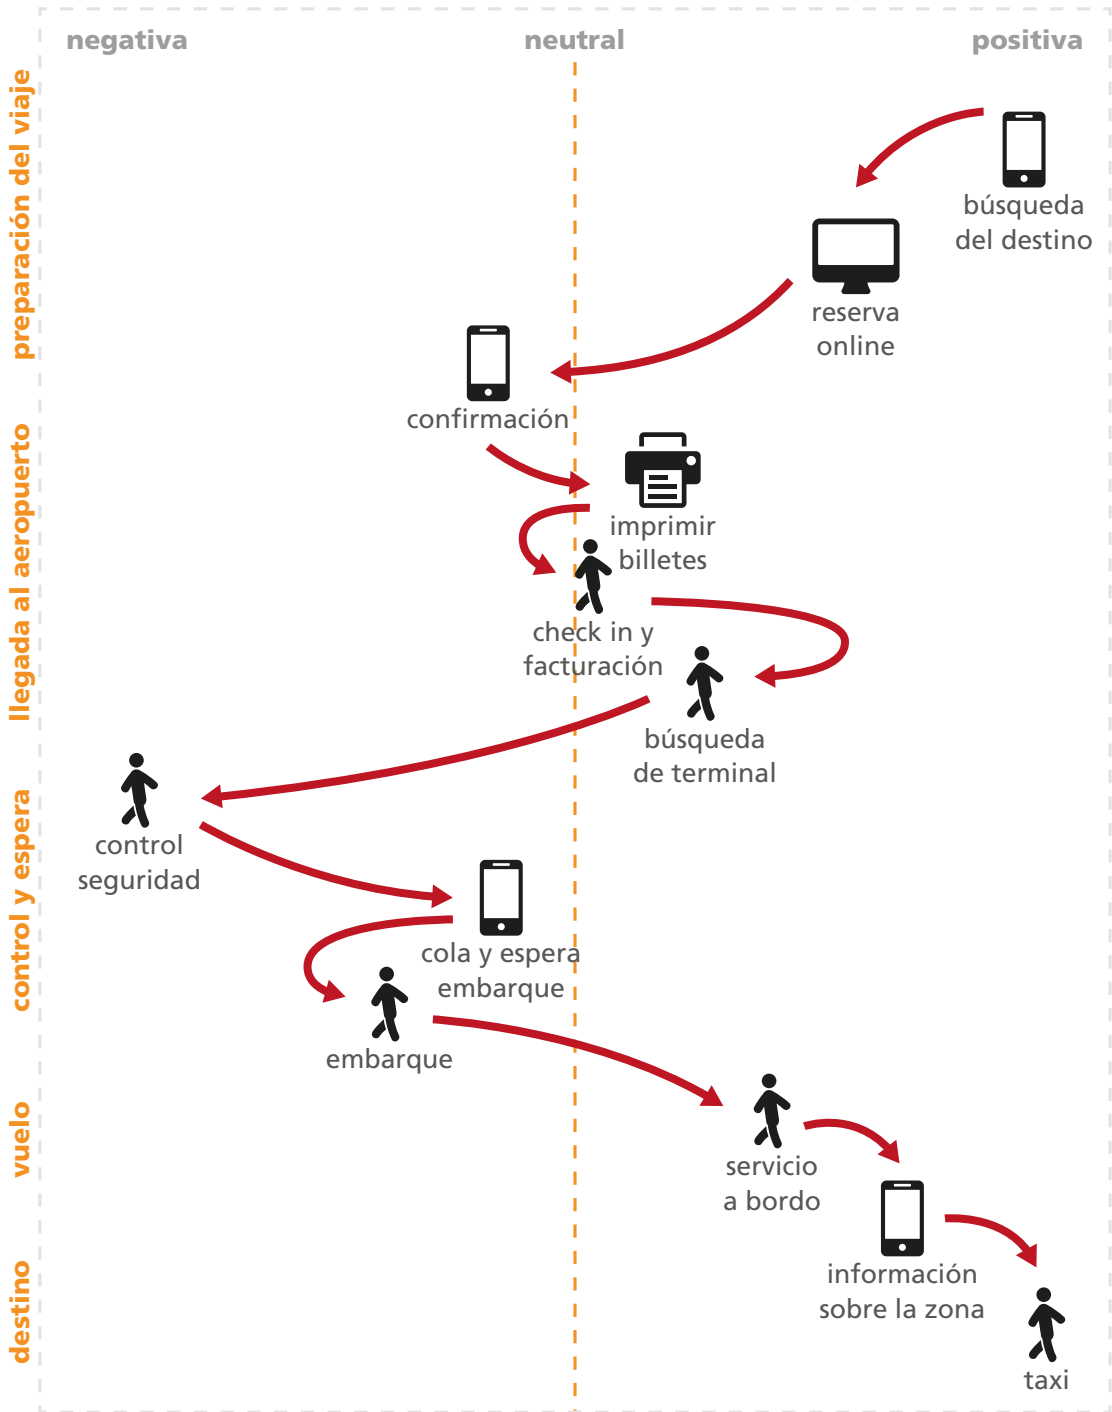 negativa
neutral
positiva
preparación del viaje
búsqueda
del destino
reserva
online
confirmación
llegada al aeropuerto
imprimir
billetes
check in y
facturación
búsqueda
de terminal
control y espera
control
seguridad
cola y espera
embarque
embarque
vuelo
servicio
a bordo
destino
información
sobre la zona
taxi